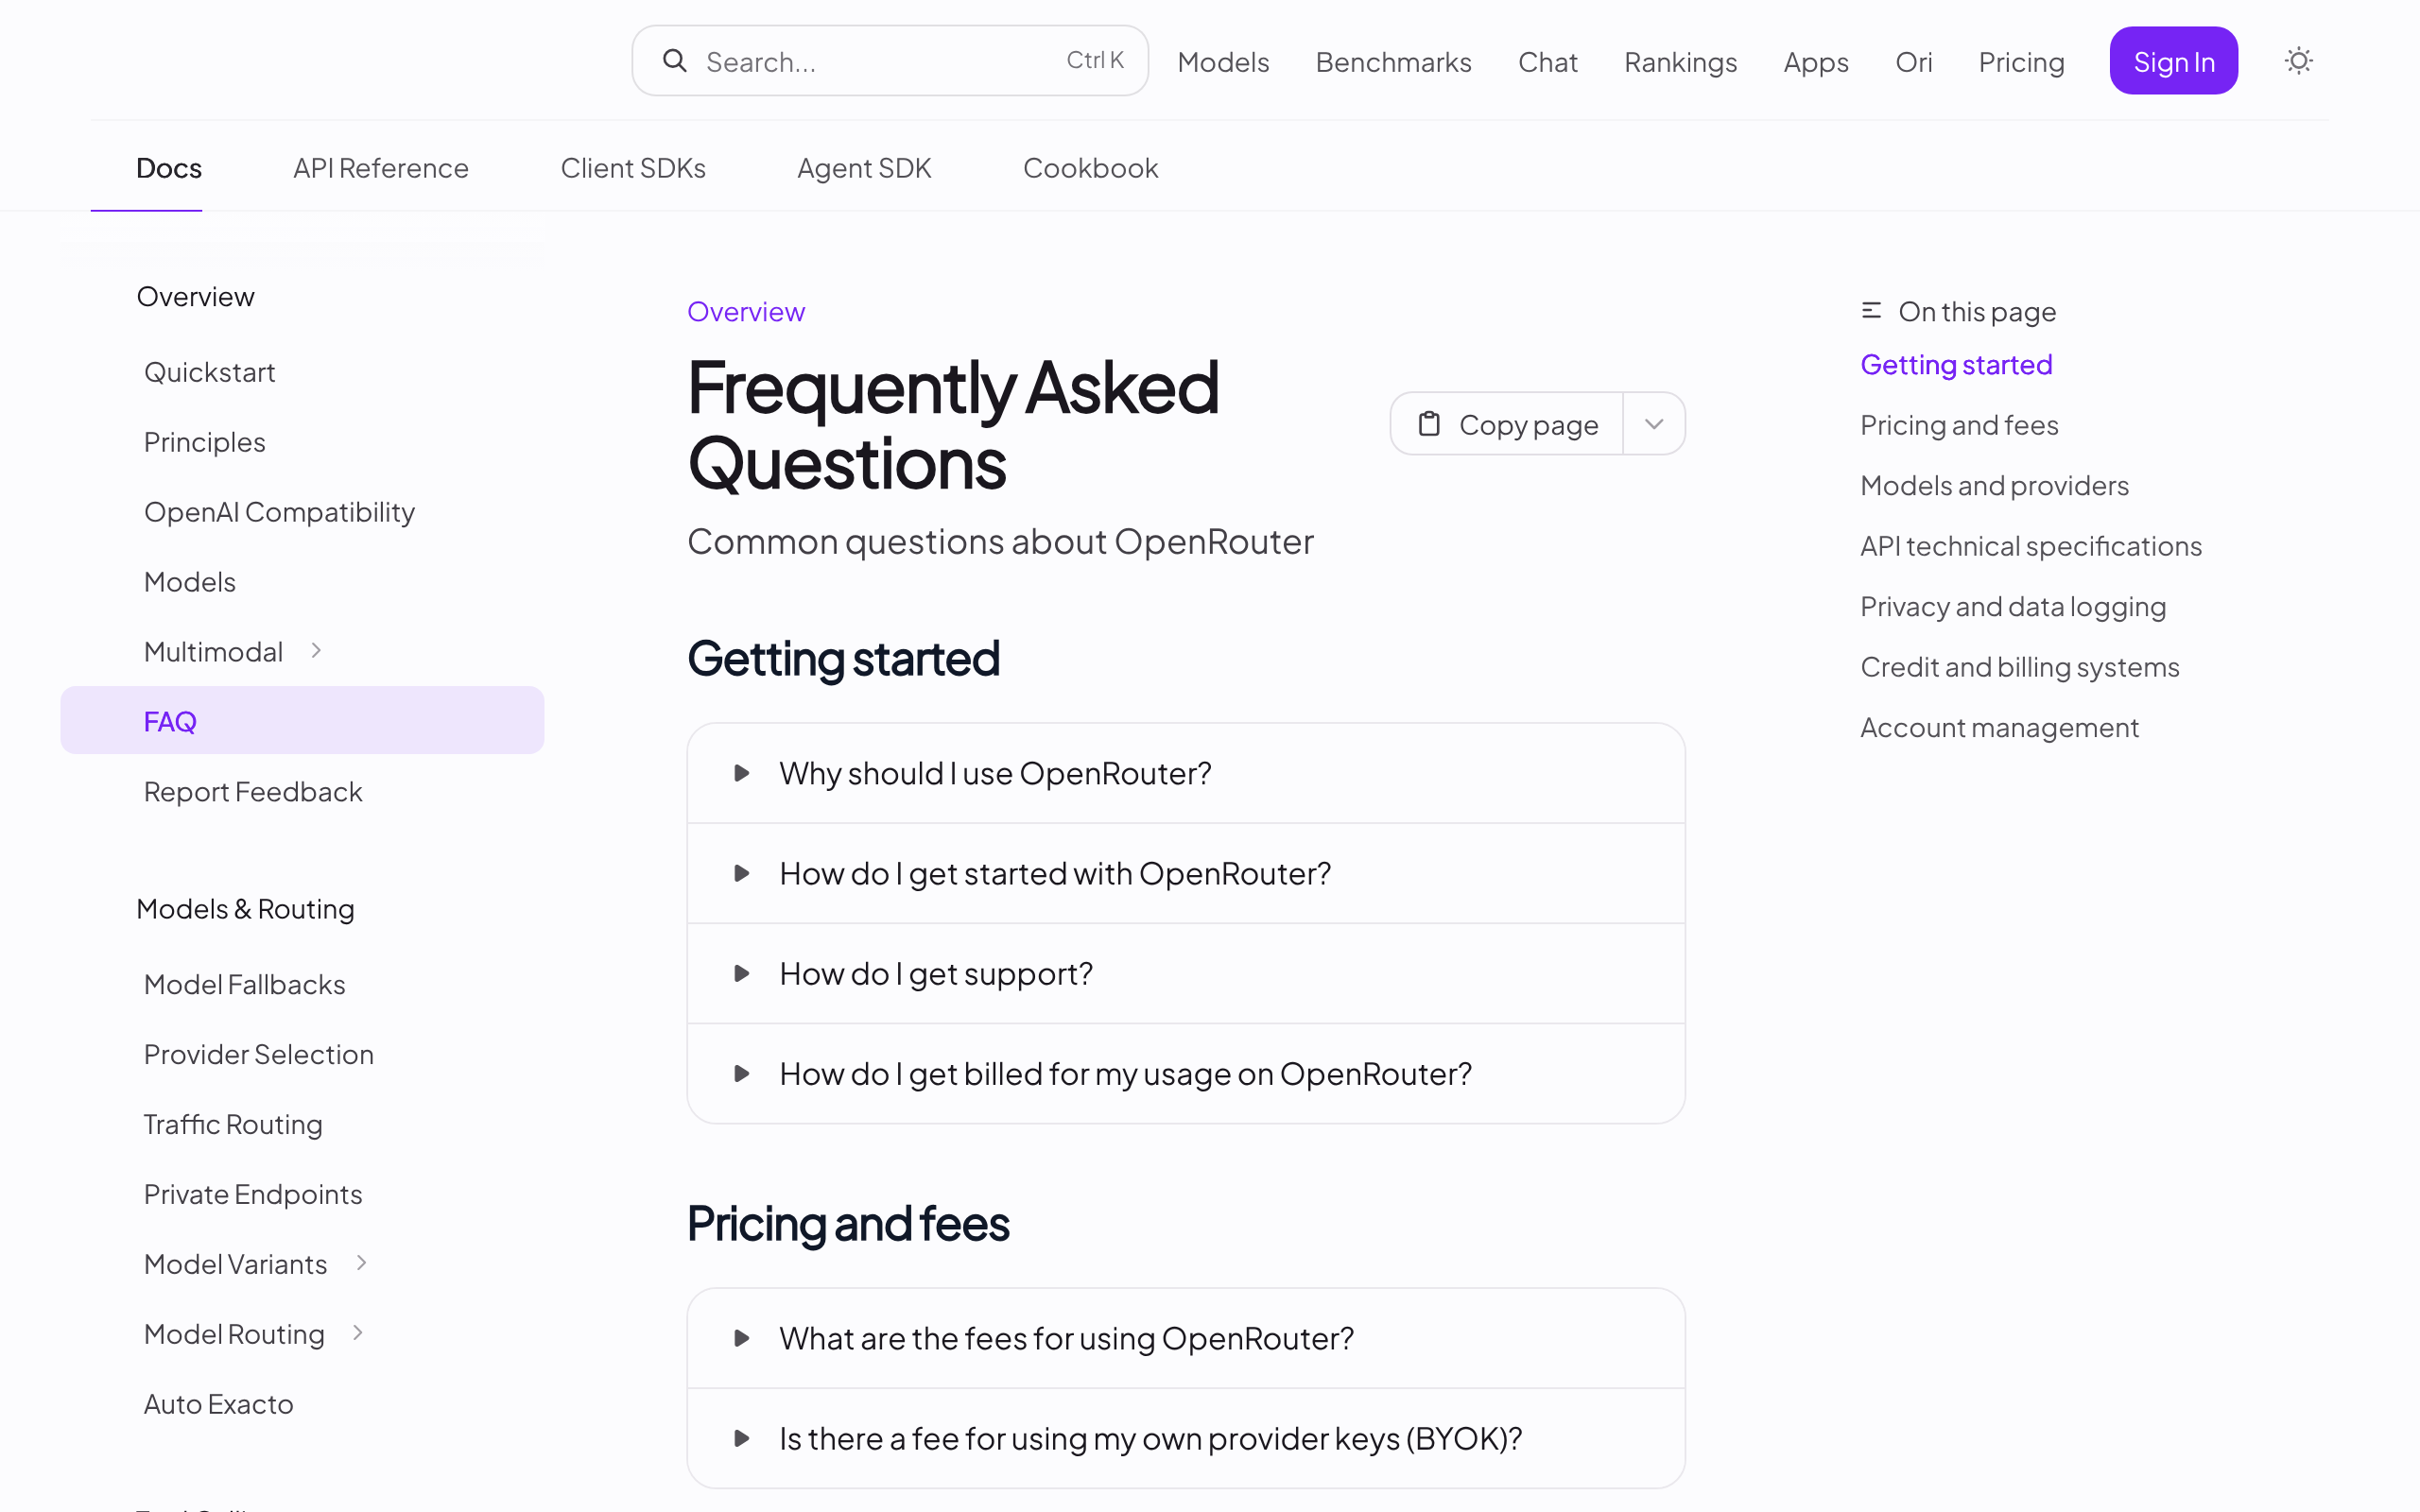 Search...
Ctrl K
Models
Benchmarks
Chat
Rankings
Apps
Ori
Pricing
Sign In
Docs
API Reference
Client SDKs
Agent SDK
Cookbook
Overview
Quickstart
Principles
OpenAI Compatibility
Models
Multimodal
FAQ
Report Feedback
Models & Routing
Model Fallbacks
Provider Selection
Traffic Routing
Private Endpoints
Model Variants
Model Routing
Auto Exacto
Overview
Frequently Asked
Questions
Copy page
Common questions about OpenRouter
Getting started
Why should I use OpenRouter?
How do I get started with OpenRouter?
How do I get support?
How do I get billed for my usage on OpenRouter?
Pricing and fees
What are the fees for using OpenRouter?
Is there a fee for using my own provider keys (BYOK)?
On this page
Getting started
Pricing and fees
Models and providers
API technical specifications
Privacy and data logging
Credit and billing systems
Account management